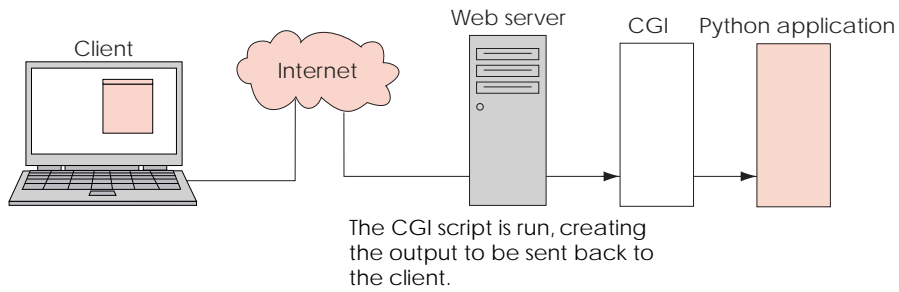 Client
Internet
Web server
CGI
Python application
The CGI script is run, creating
the output to be sent back to
the client.